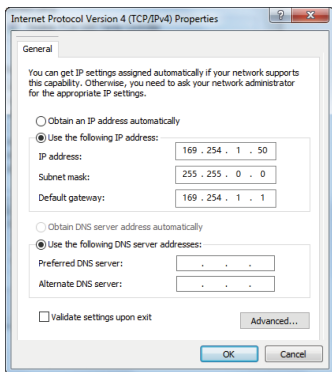 Internet Protocol Version 4 (TCP/IPv4) Properties
General
You can get IP settings assigned automatically if your network supports
this capability. Otherwise, you need to ask your network administrator
for the appropriate IP settings.
Obtain an IP address automatically
Use the following IP address:
IP address: 169 . 254 . 1 . 50
Subnet mask: 255 . 255 . 0 . 0
Default gateway: 169 . 254 . 1 . 1
Obtain DNS server address automatically
Use the following DNS server addresses:
Preferred DNS server: . . .
Alternate DNS server: . . .
Validate settings upon exit
Advanced...
OK Cancel